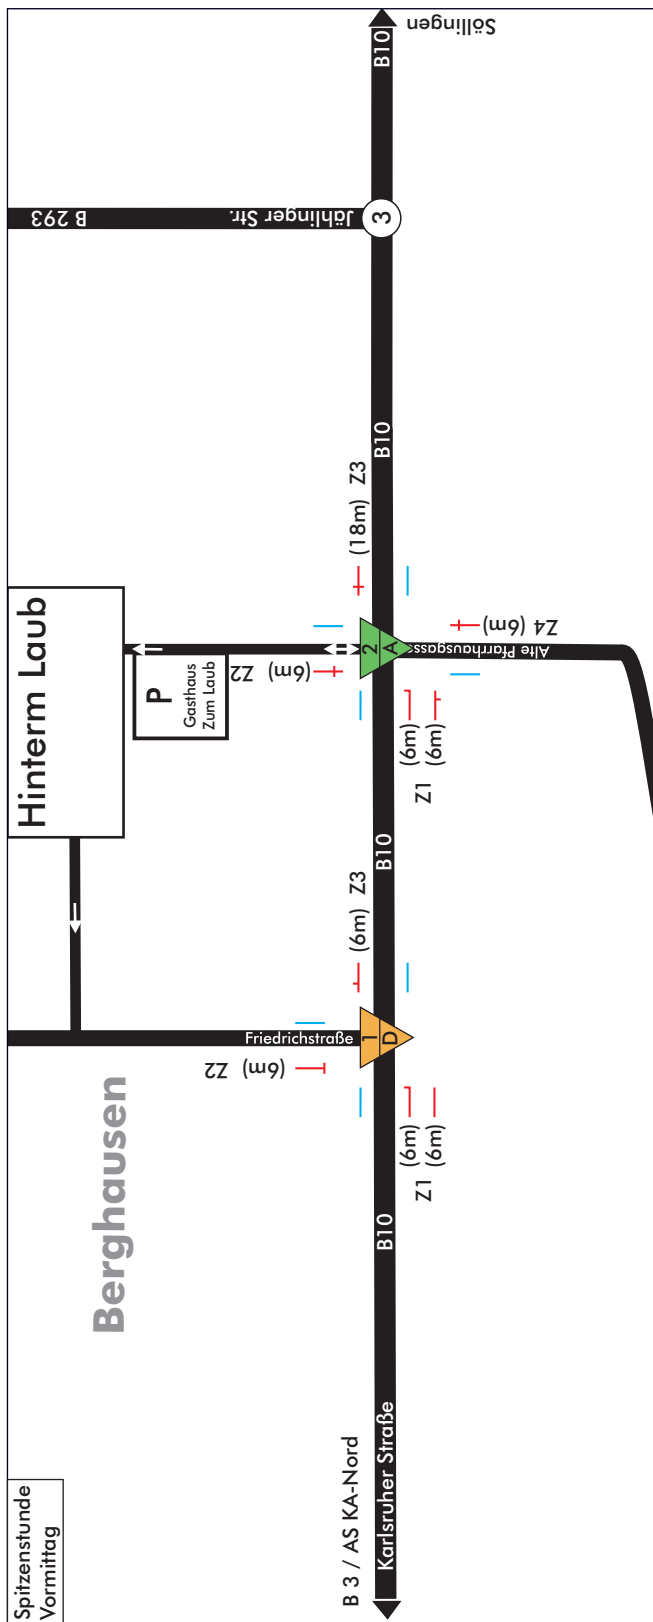 Spitzenstunde
Vormittag
Berghausen
Hinterm Laub
P
Gasthaus
Zum Laub
B 293
Jählinger Str.
Friedrichstraße
Z2 (6m)
Z2 (6m)
(6m) Z3
(18m) Z3
B 3 / AS KA-Nord
Karlsruher Straße
B10
1
D
B10
2
A
B10
3
B10
Söllingen
Z1
(6m)
(6m)
Z1
(6m)
(6m)
Alte Pfarrhausgass
Z4 (6m)